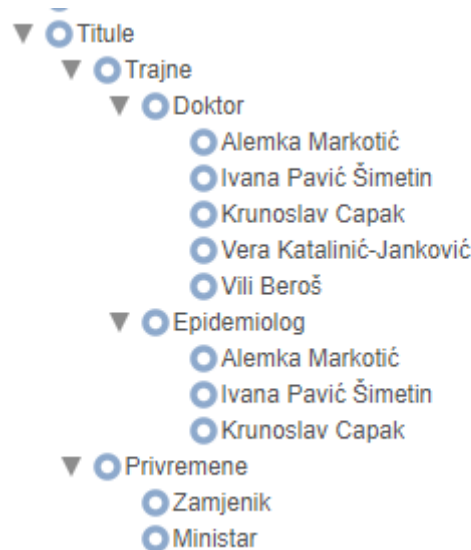 Titule
Trajne
Doktor
Alemka Markotić
Ivana Pavić Šimetin
Krunoslav Capak
Vera Katalinić-Janković
Vili Beroš
Epidemiolog
Alemka Markotić
Ivana Pavić Šimetin
Krunoslav Capak
Privremene
Zamjenik
Ministar